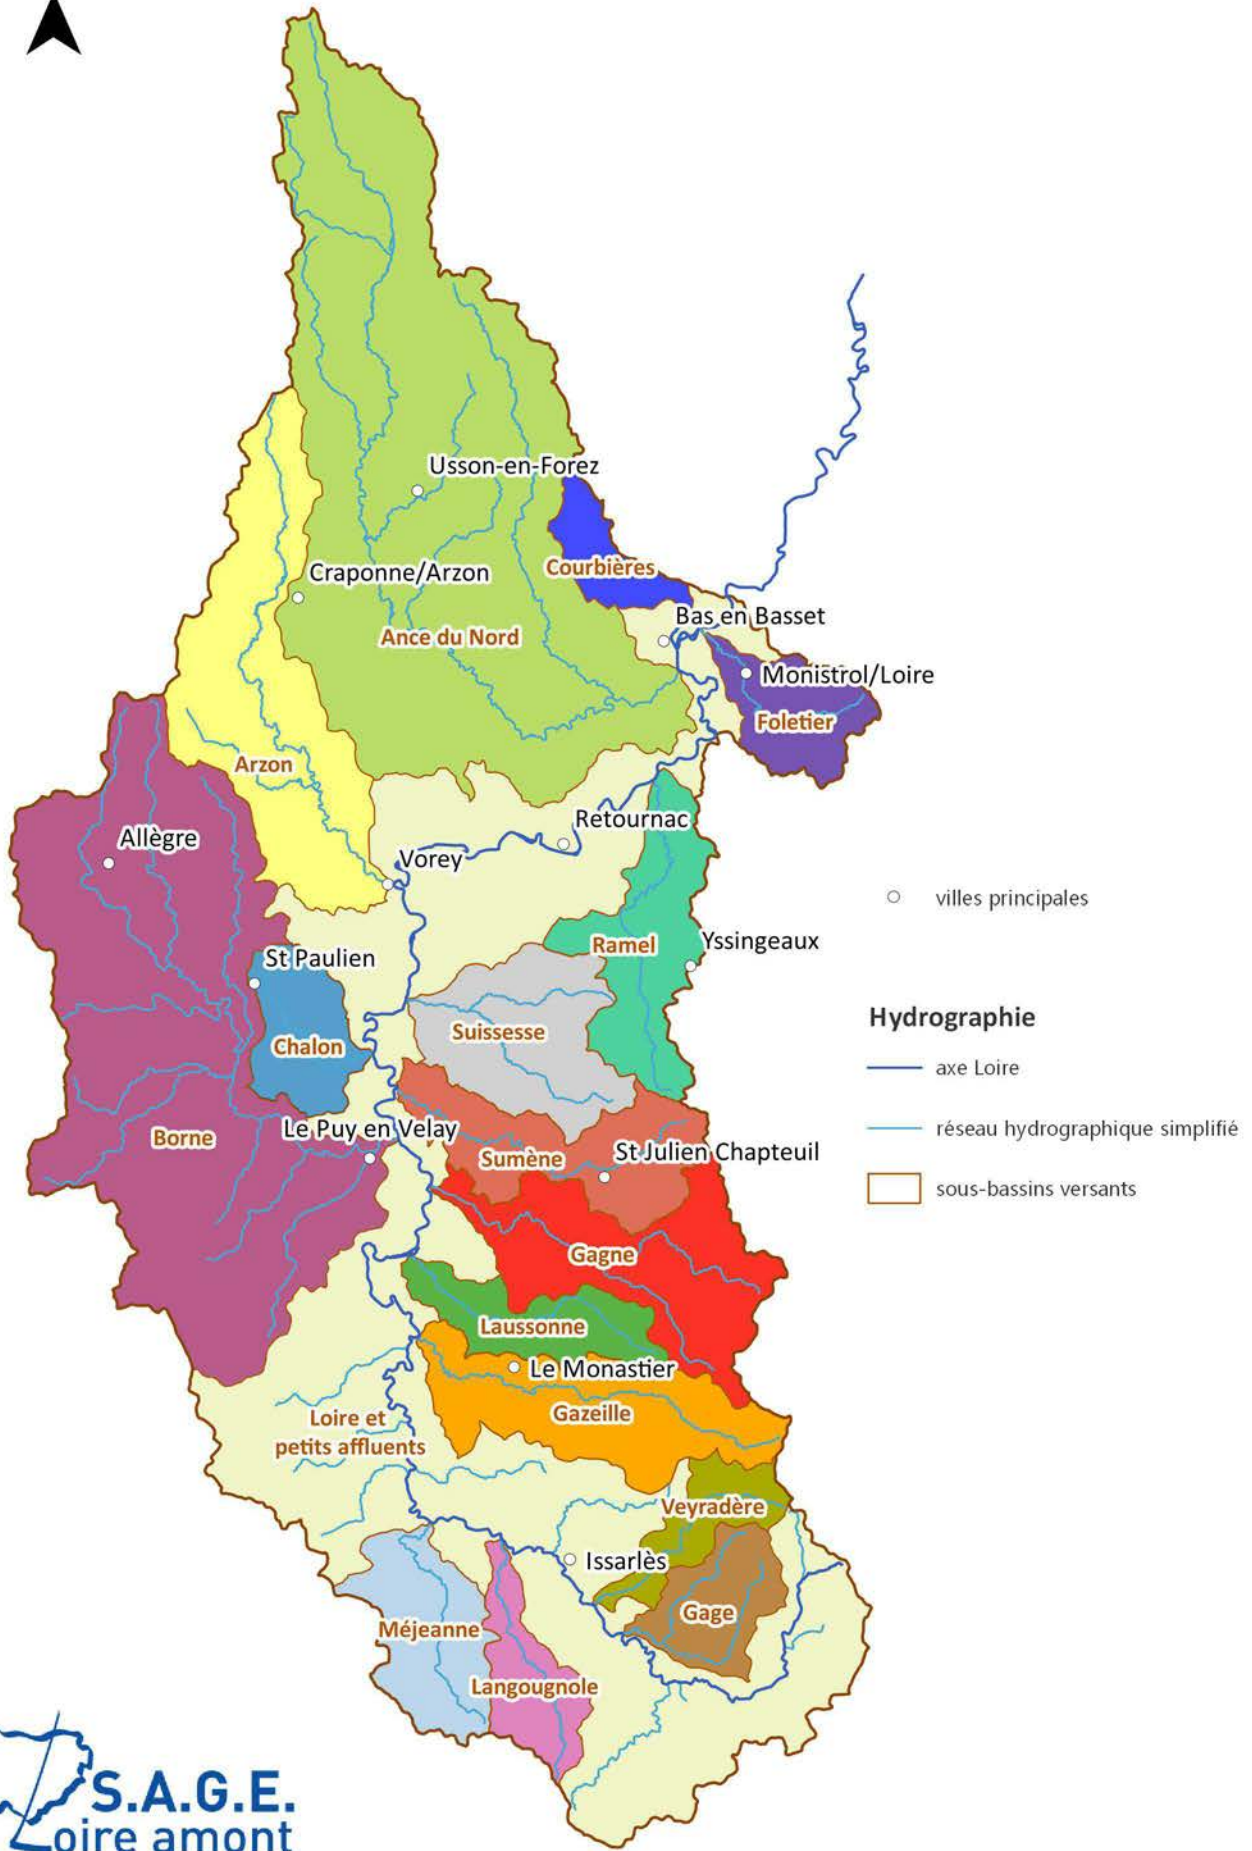 Usson-en-Forez
Courbières
Craponne/Arzon
Bas en Basset
Ance du Nord
Monistrol/Loire
Foletier
Arzon
Retournac
Allègre
Vorey
villes principales
Yssingeaux
Ramel
St Paulien
Hydrographie
Suissesse
Chalon
axe Loire
Le Puy en Velay
réseau hydrographique simplifié
Borne
St Julien Chapteuil
Sumène
sous-bassins versants
Gagne
Laussonne
Le Monastier
Gazeille
Loire et
petits affluents
Veyradère
Issarlès
Gage
Méjeanne
Langougnole
S.A.G.E.
Loire amont